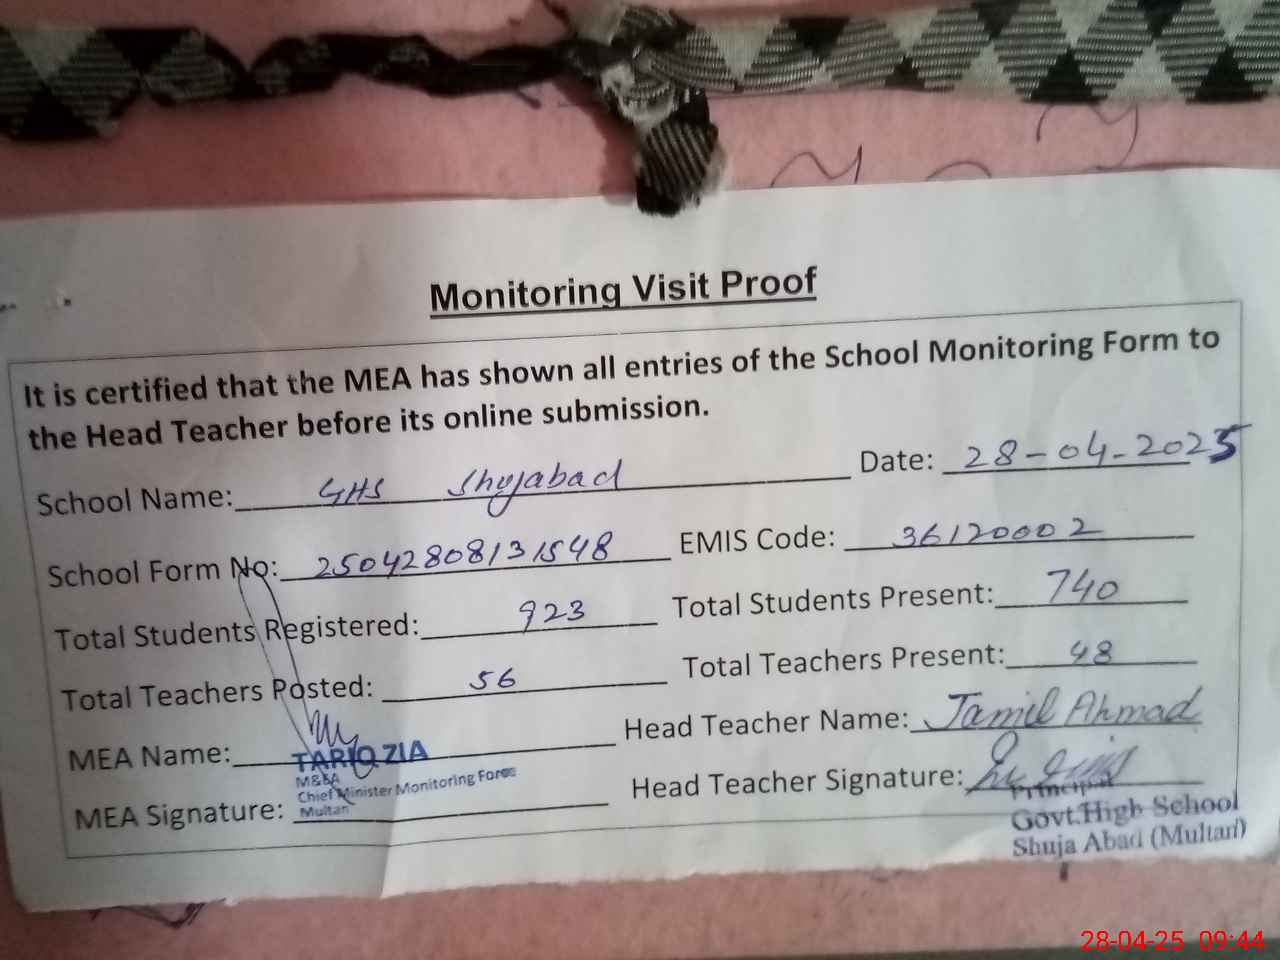 Monitoring Visit Proof
It is certified that the MEA has shown all entries of the School Monitoring Form to
the Head Teacher before its online submission.
School Name: GHS Shujabad Date: 28-04-2025
School Form No: 25042808131548 EMIS Code: 36120002
Total Students Registered: 923 Total Students Present: 740
Total Teachers Posted: 56 Total Teachers Present: 48
MEA Name: Head Teacher Name: Jamil Ahmad
TARIQ ZIA
M&EA
Chief Minister Monitoring Force
Multan
MEA Signature: Head Teacher Signature:
Principal
Govt.High School
Shuja Abad (Multan)
28-04-25 09:44